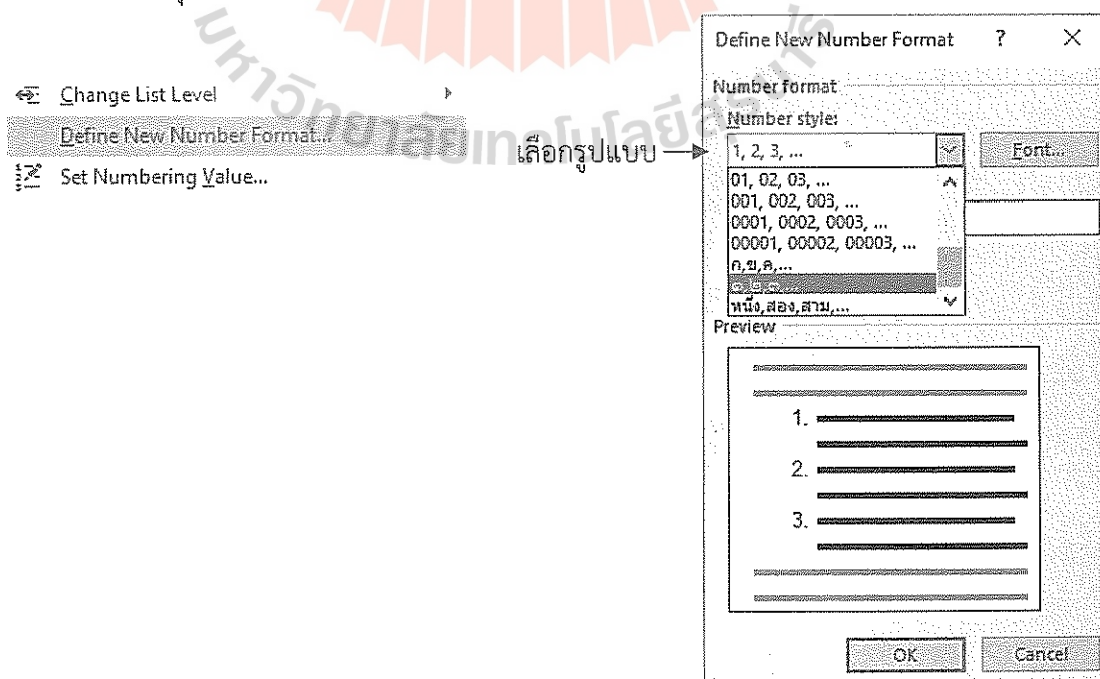 Define New Number Format ? ×
Number format
Change List Level
Number style:
Define New Number Format...
เลือกรูปแบบ
1, 2, 3, ...
Font...
Set Numbering Value...
01, 02, 03, ...
001, 002, 003, ...
0001, 0002, 0003, ...
00001, 00002, 00003, ...
ก,ข,ค,...
หนึ่ง,สอง,สาม,...
Preview
1.
2.
3.
OK
Cancel